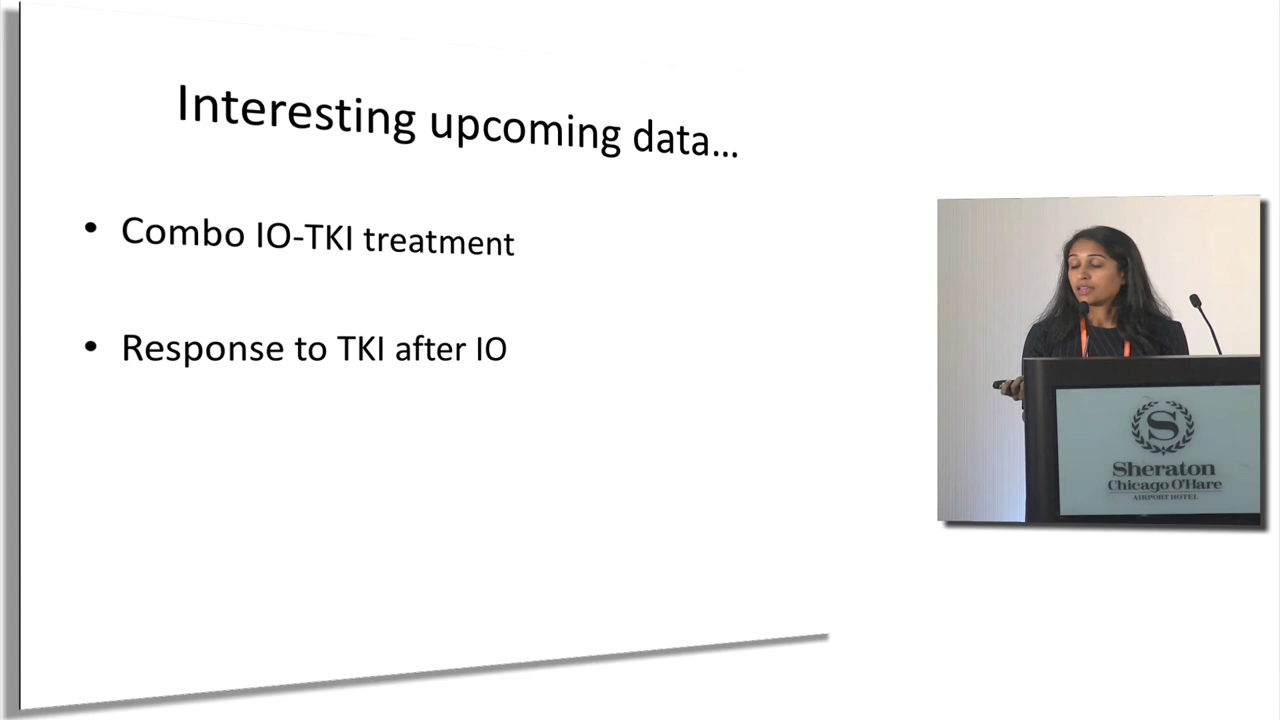 Interesting upcoming data...
• Combo IO-TKI treatment
• Response to TKI after IO
S
Sheraton
Chicago O'Hare
AIRPORT HOTEL